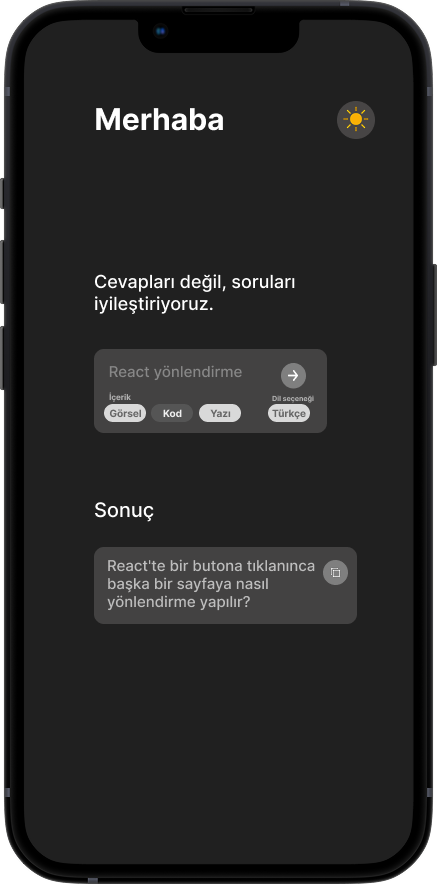 Merhaba
Cevapları değil, soruları
iyileştiriyoruz.
React yönlendirme
İçerik
Dil seçeneği
Görsel Kod Yazı Türkçe
Sonuç
React'te bir butona tıklanınca
başka bir sayfaya nasıl
yönlendirme yapılır?